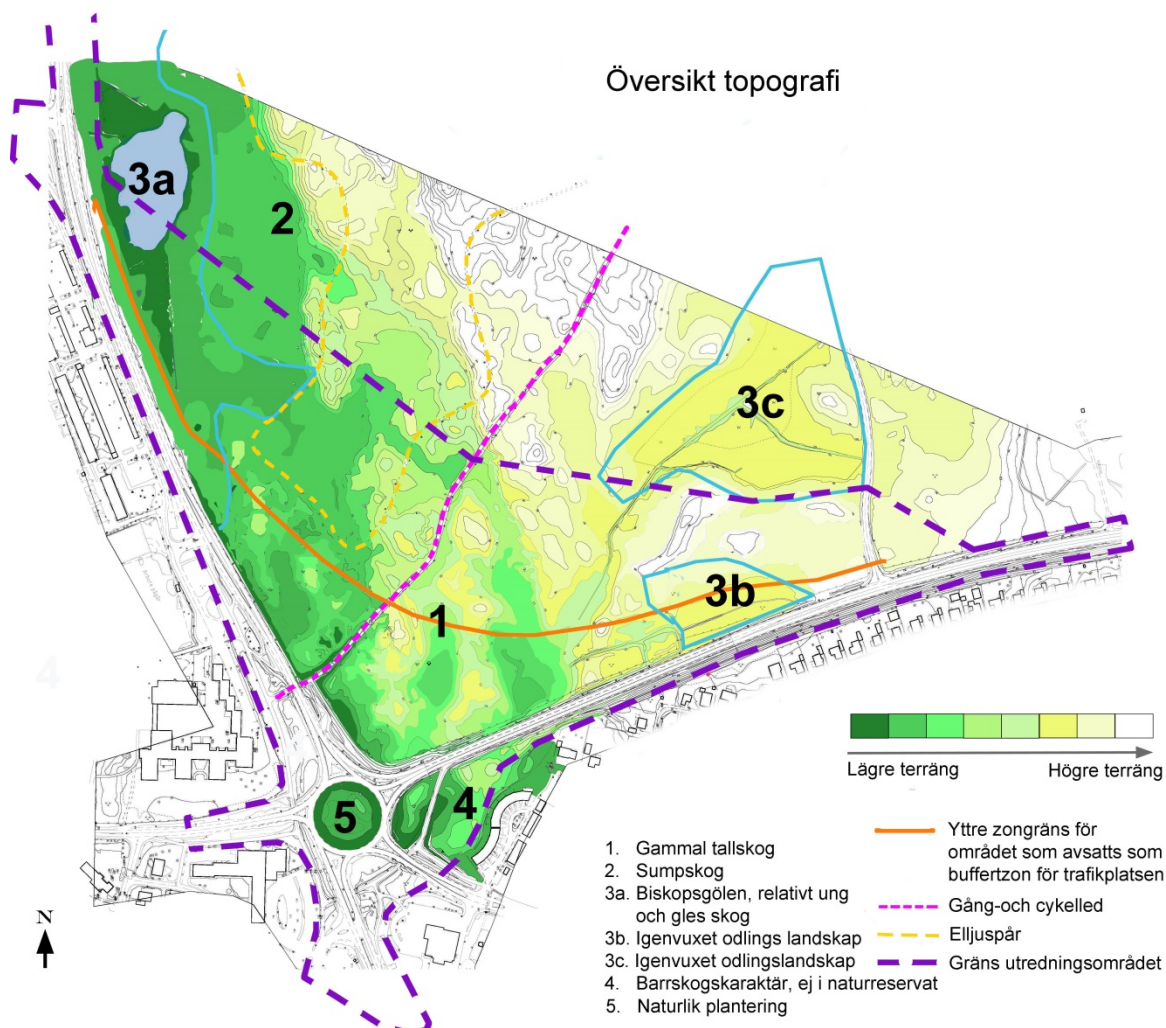 Översikt topografi
3a
2
3c
3b
1
4
5
N
Lägre terräng
Högre terräng
1. Gammal tallskog
2. Sumpskog
3a. Biskopsgölen, relativt ung
och gles skog
3b. Igenvuxet odlings landskap
3c. Igenvuxet odlingslandskap
4. Barrskogskaraktär, ej i naturreservat
5. Naturlik plantering
Yttre zongräns för
området som avsatts som
buffertzon för trafikplatsen
Gång-och cykelled
Elljuspår
Gräns utredningsområdet